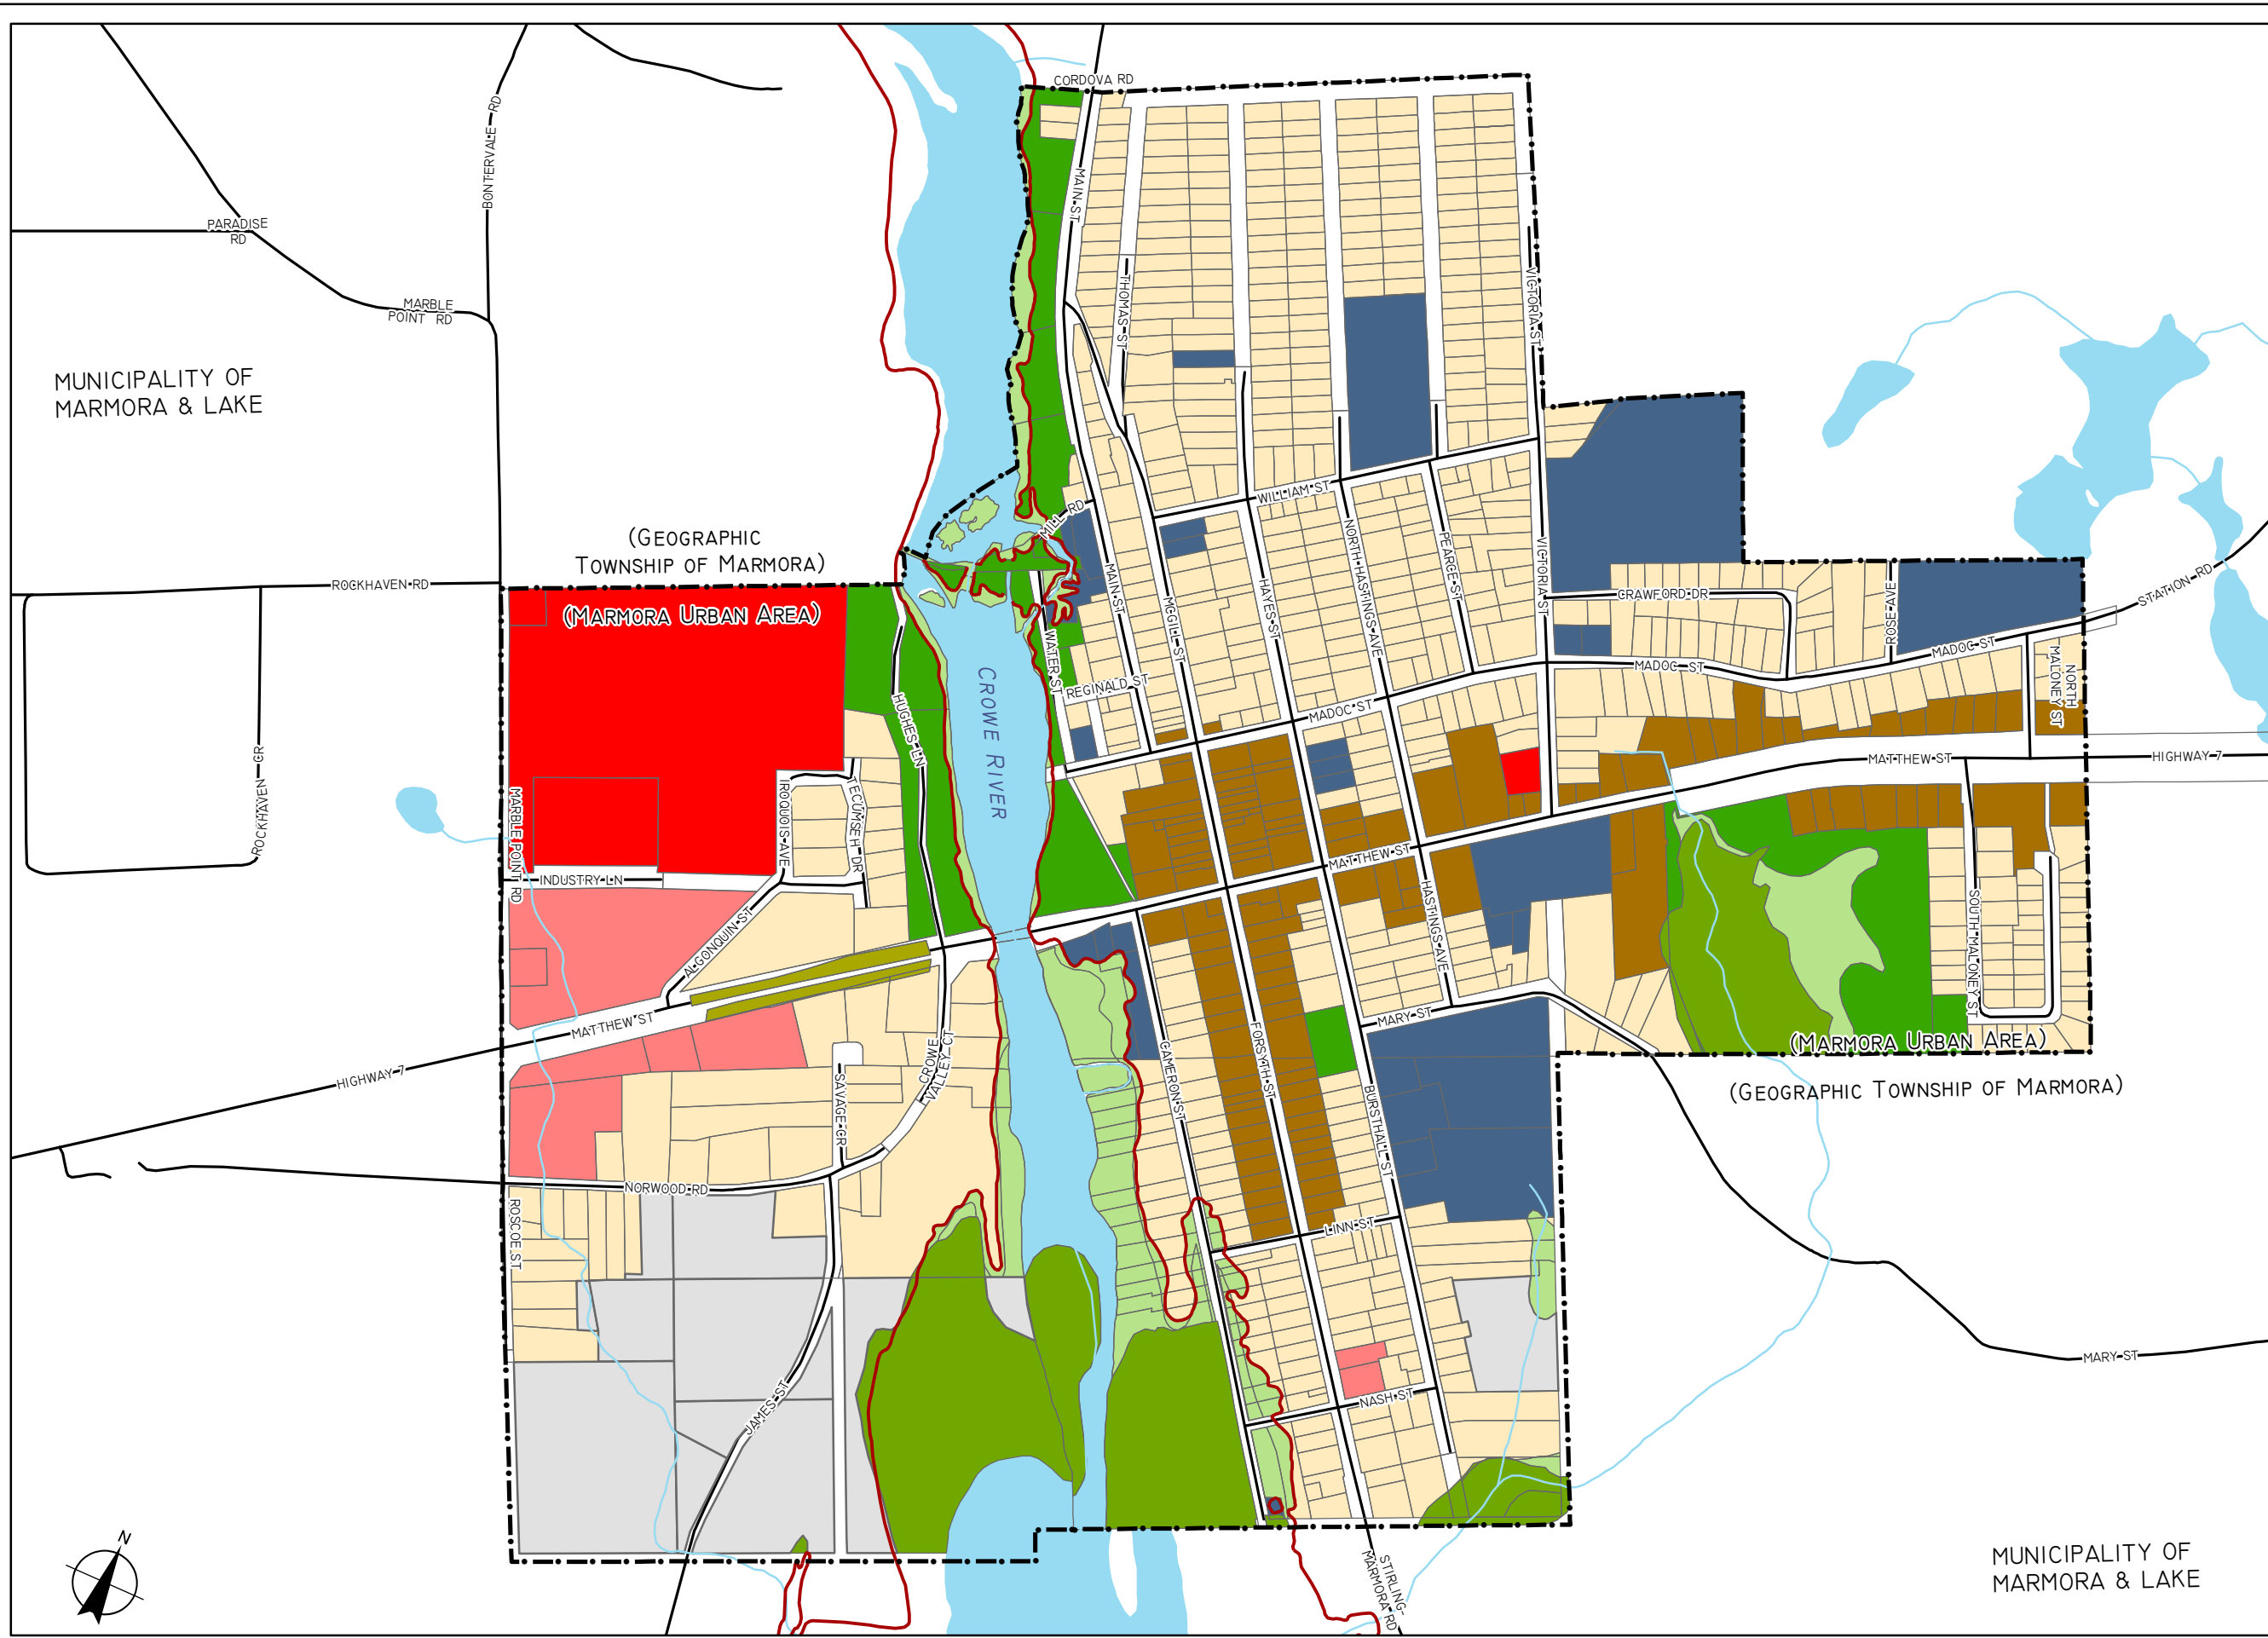 CORDOVA RD
BONTERVALE RD
PARADISE
RD
MARBLE
POINT RD
MAIN ST
THOMAS ST
VICTORIA ST
MUNICIPALITY OF
MARMORA & LAKE
WILLIAM ST
MILL RD
(GEOGRAPHIC
TOWNSHIP OF MARMORA)
NORTH HASTINGS AVE
PEARCE ST
VICTORIA ST
ROCKHAVEN RD
(MARMORA URBAN AREA)
MAIN ST
MCGILL ST
HAYES ST
CRAWFORD DR
ROSE AVE
STATION RD
WATER ST
REGINALD ST
MADOC ST
MADOC ST
MADOC ST
NORTH
MALONEY ST
CROWE RIVER
HUGHES LN
ROCKHAVEN CR
MARBLE POINT RD
IROQUOIS AVE
TECUMSEH DR
MATTHEW ST
HIGHWAY 7
INDUSTRY LN
MATTHEW ST
HASTINGS AVE
ALGONQUIN ST
SOUTH MALONEY ST
MATTHEW ST
MARY ST
(MARMORA URBAN AREA)
HIGHWAY 7
SAVAGE CR
CROWE
VALLEY CT
CAMERON ST
FORSYTH ST
BURSTHALL ST
(GEOGRAPHIC TOWNSHIP OF MARMORA)
NORWOOD RD
ROSCOE ST
LINN ST
MARY ST
JAMES ST
NASH ST
N
STIRLING-
MARMORA RD
MUNICIPALITY OF
MARMORA & LAKE